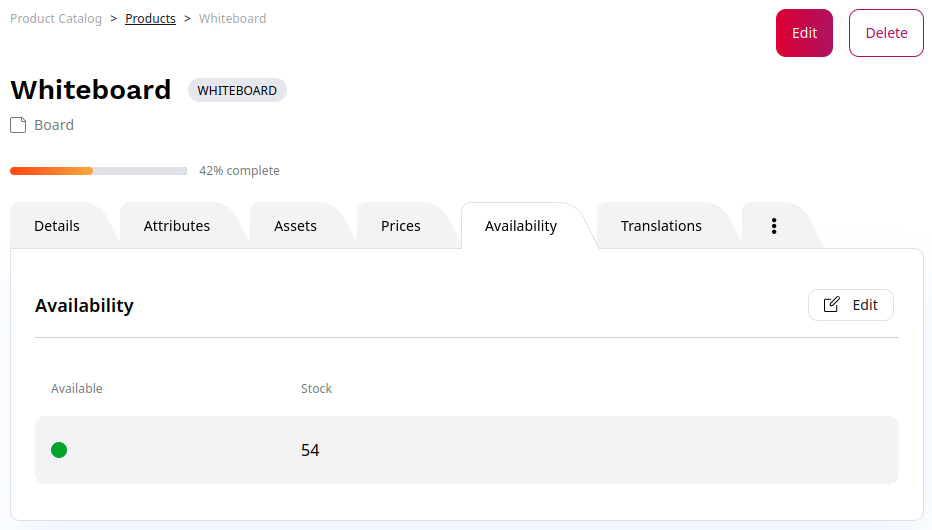 Product Catalog > Products > Whiteboard
Edit
Delete
Whiteboard WHITEBOARD
Board
42% complete
Details Attributes Assets Prices Availability Translations
Availability
Edit
Available Stock
54